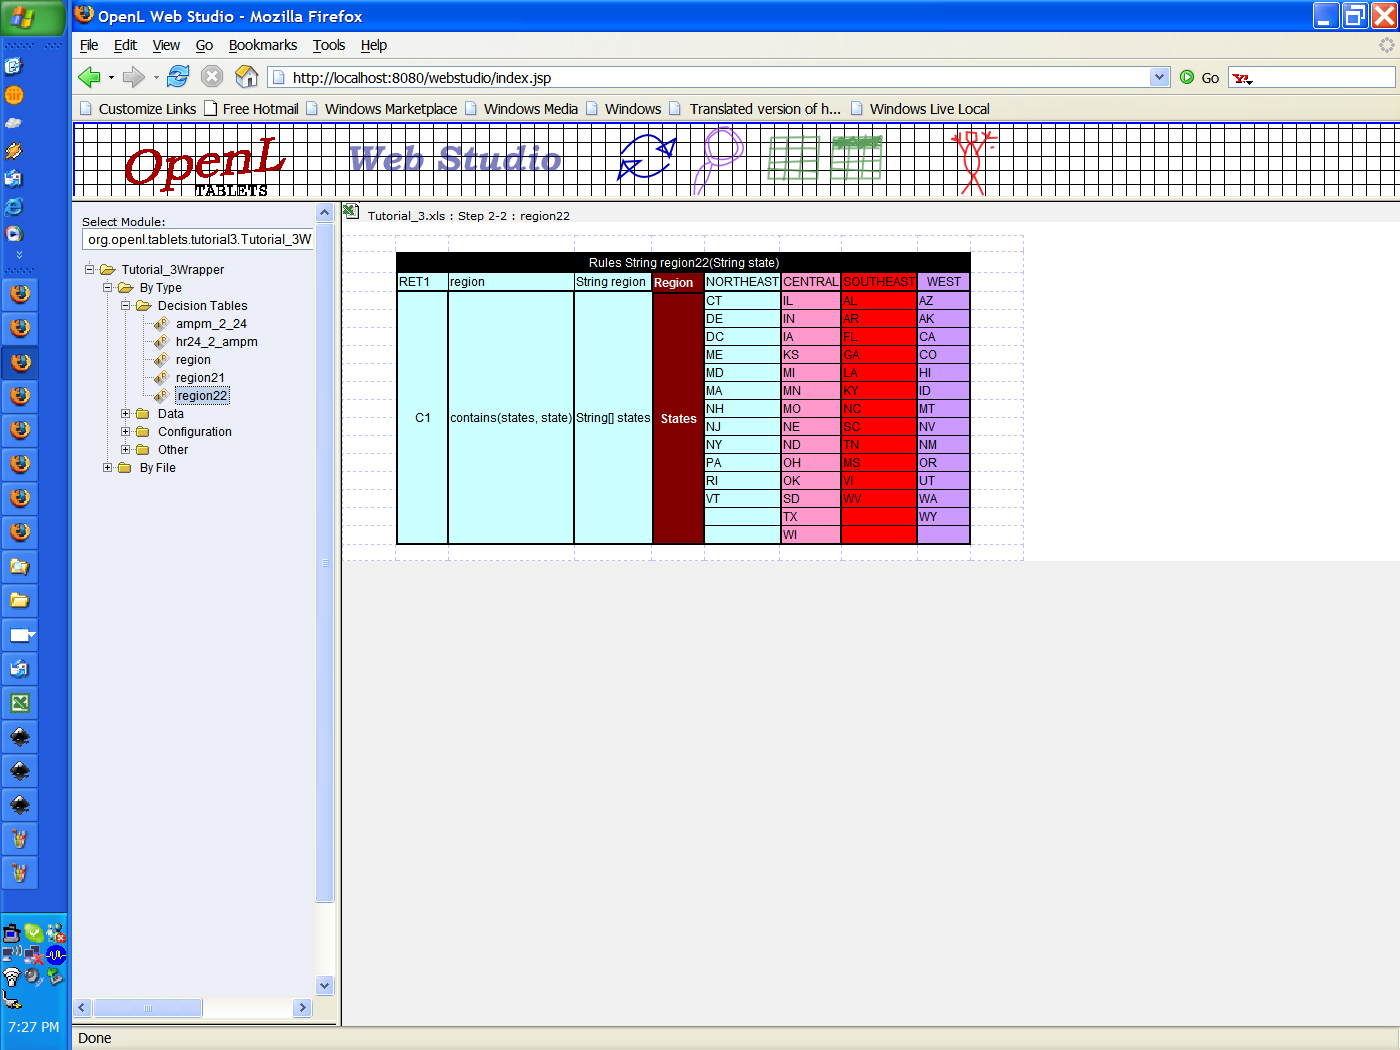 OpenL Web Studio - Mozilla Firefox
File Edit View Go Bookmarks Tools Help
http://localhost:8080/webstudio/index.jsp Go
Customize Links Free Hotmail Windows Marketplace Windows Media Windows Translated version of h... Windows Live Local
OpenL Web Studio
TABLETS
Select Module:
org.openl.tablets.tutorial3.Tutorial_3W
Tutorial_3Wrapper
By Type
Decision Tables
ampm_2_24
hr24_2_ampm
region
region21
region22
Data
Configuration
Other
By File
Tutorial_3.xls : Step 2-2 : region22
Rules String region22(String state)
RET1 region String region Region NORTHEAST CENTRAL SOUTHEAST WEST
C1 contains(states, state) String[] states States
CT IL AL AZ
DE IN AR AK
DC IA FL CA
ME KS GA CO
MD MI LA HI
MA MN KY ID
NH MO NC MT
NJ NE SC NV
NY ND TN NM
PA OH MS OR
RI OK VI UT
VT SD WV WA
TX WY
WI
7:27 PM
Done